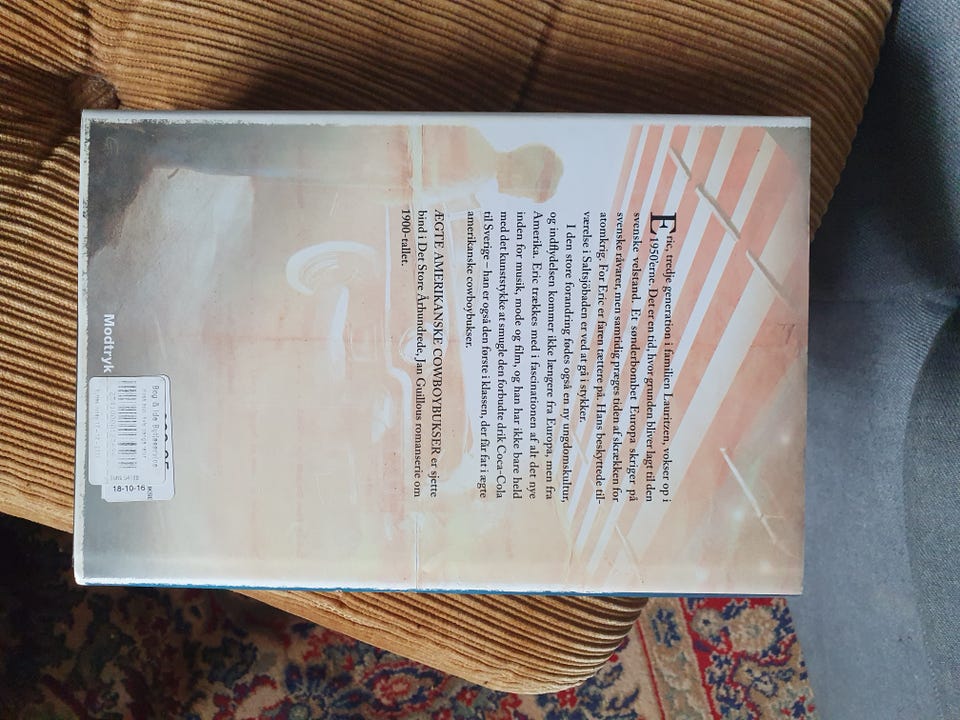 Eric, tredje generation i familien Lauritzen, vokser op i
1950'erne. Det er en tid, hvor grunden bliver lagt til den
svenske velstand. Et sønderbombet Europa skriger på
svenske råvarer, men samtidig præges tiden af skrækken for
atomkrig. For Eric er faren tættere på. Hans beskyttede til-
værelse i Saltsjöbaden er ved at gå i stykker.
I den store forandring fødes også en ny ungdomskultur,
og indflydelsen kommer ikke længere fra Europa, men fra
Amerika. Eric trækkes med i fascinationen af alt det nye
inden for musik, mode og film, og han har ikke bare held
med det kunststykke at smugle den forbudte drik Coca-Cola
til Sverige – han er også den første i klassen, der får fat i ægte
amerikanske cowboybukser.
ÆGTE AMERIKANSKE COWBOYBUKSER er sjette
bind i Det Store Århundrede, Jan Guillous romanserie om
1900-tallet.
Modtryk
Bog & Ide Bytteservice
18-10-16